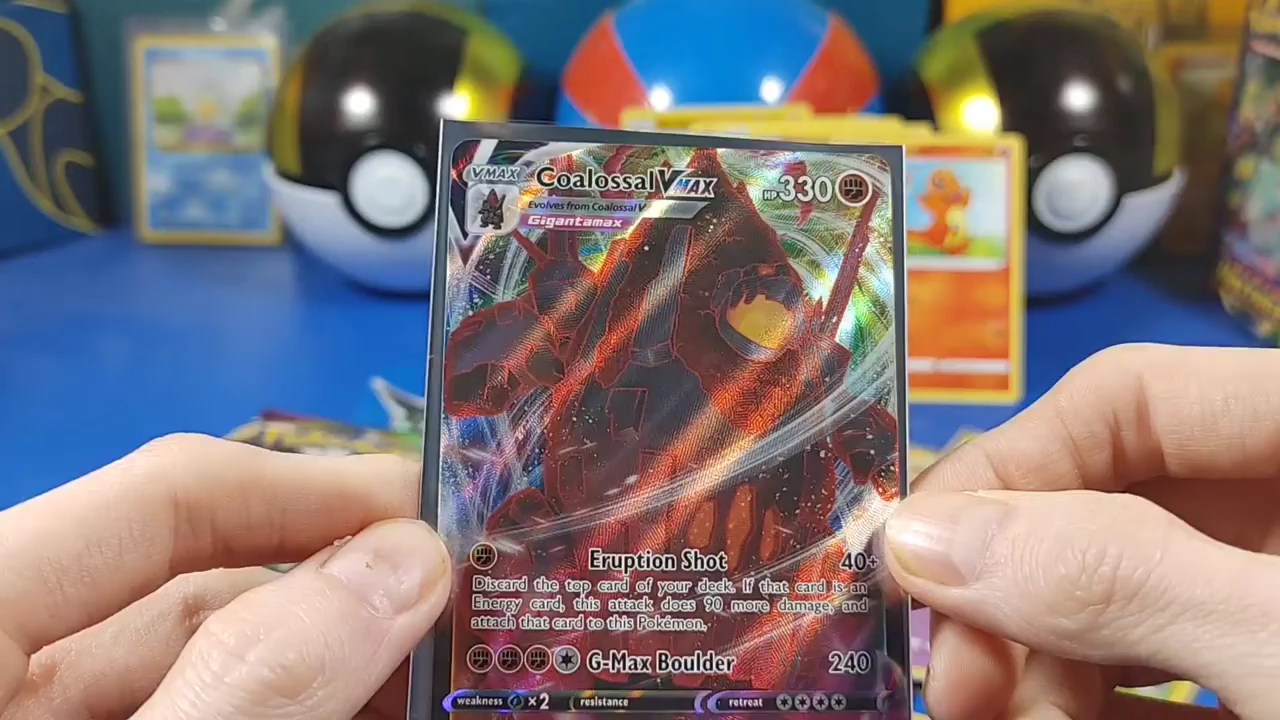 VMAX
Coalossal VMAX
HP 330
Evolves from Coalossal V
Gigantamax
Eruption Shot 40+
Discard the top card of your deck. If that card is an
Energy card, this attack does 90 more damage, and
attach that card to this Pokémon.
G-Max Boulder 240
weakness ×2 resistance retreat